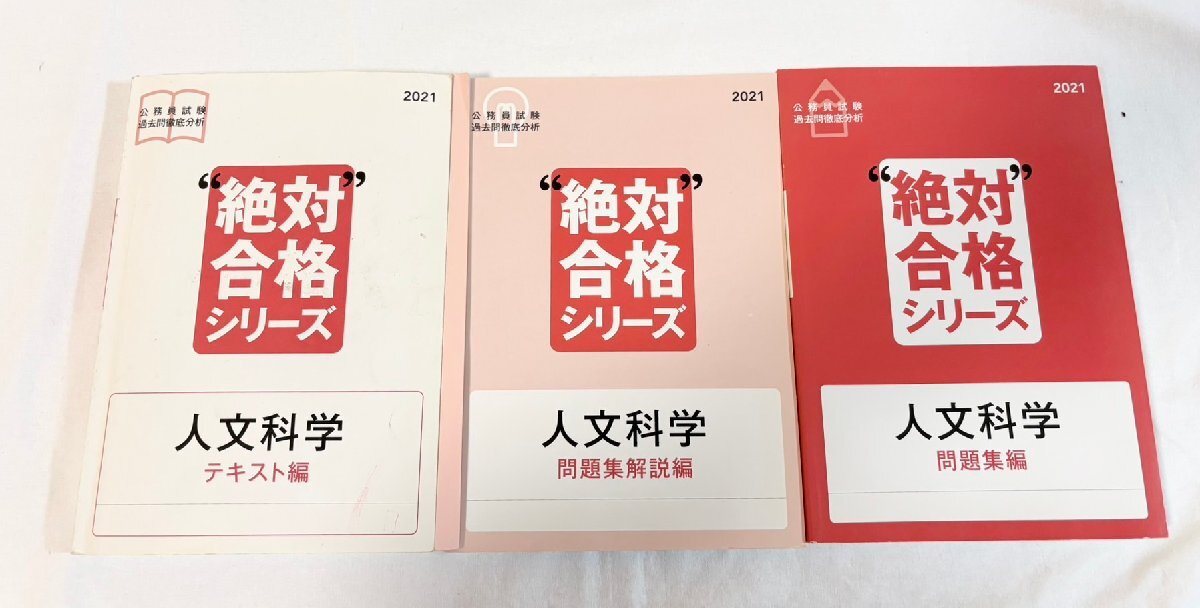 公務員試験
過去問徹底分析
2021
“絶対”
合格
シリーズ
人文科学
テキスト編
公務員試験
過去問徹底分析
2021
“絶対”
合格
シリーズ
人文科学
問題集解説編
公務員試験
過去問徹底分析
2021
“絶対”
合格
シリーズ
人文科学
問題集編